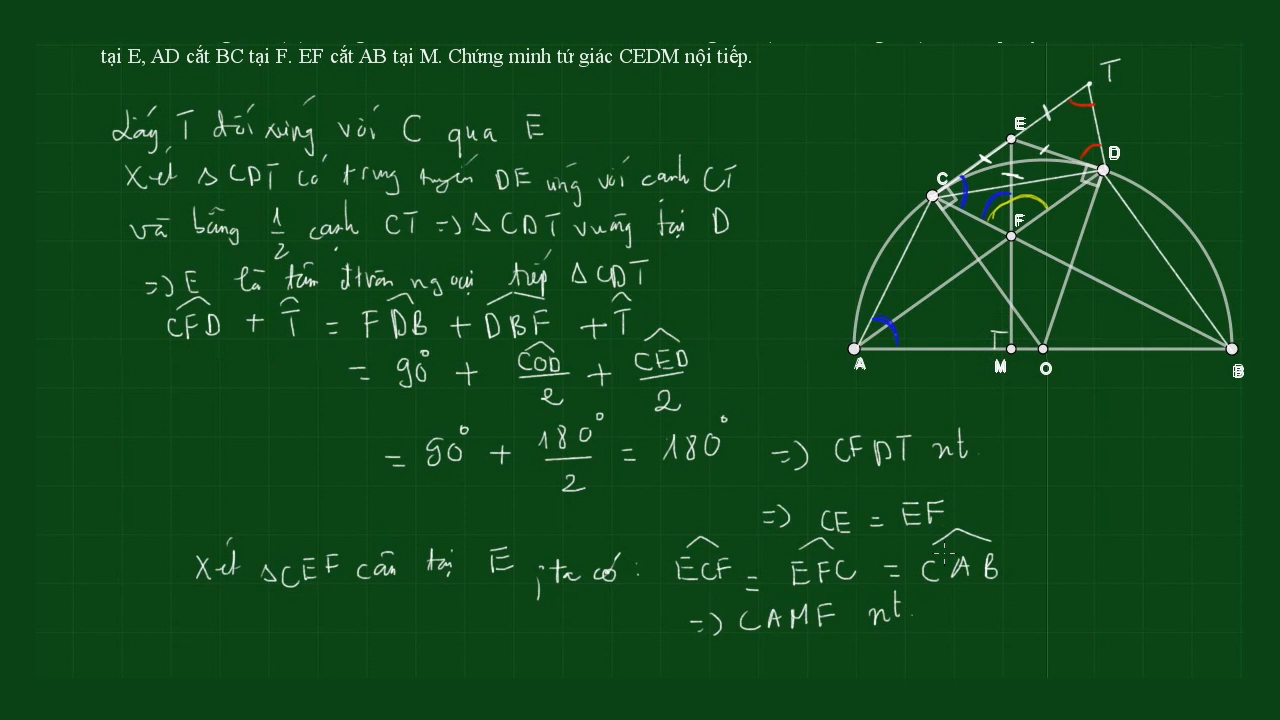 tại E, AD cắt BC tại F. EF cắt AB tại M. Chứng minh tứ giác CEDM nội tiếp.
Lấy T đối xứng với C qua E
Xét △CDT có trung tuyến DE ứng với cạnh CT
và bằng 1/2 cạnh CT => △CDT vuông tại D
=> E là tâm đtròn ngoại tiếp △CDT
CFD + T = FDB + DBF + T
= 90° + COD/2 + CED/2
= 90° + 180°/2 = 180° => CFDT nt
=> CE = EF
Xét △CEF cân tại E, ta có: ECF = EFC = CAB
=> CAMF nt.
T
E
D
C
F
T
A
M
O
B